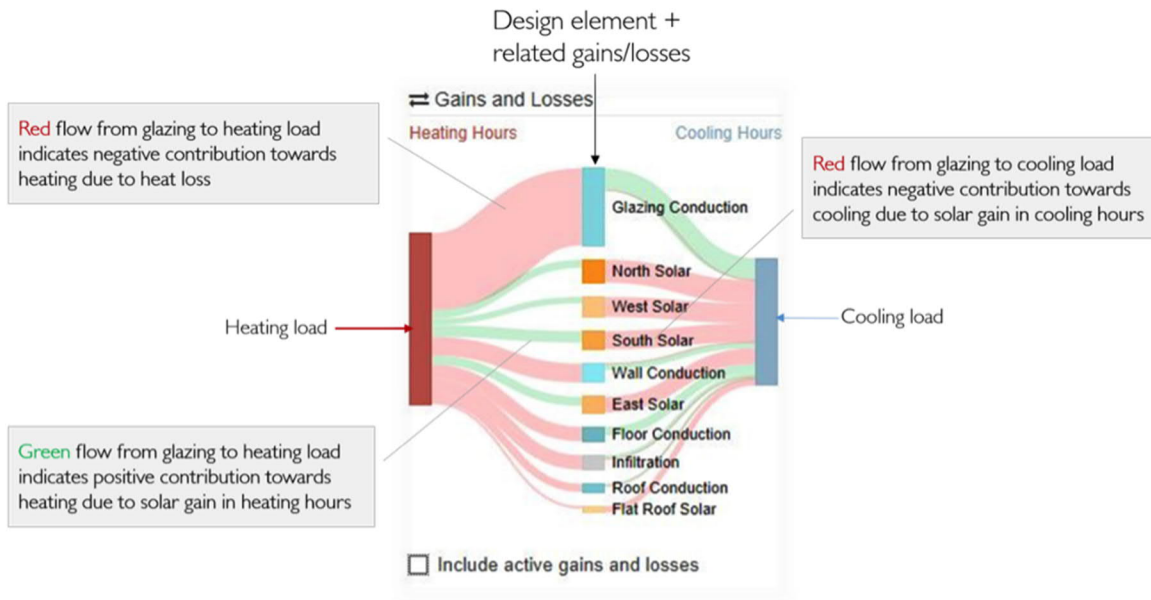 Design element +
related gains/losses
Red flow from glazing to heating load
indicates negative contribution towards
heating due to heat loss
Gains and Losses
Heating Hours
Cooling Hours
Red flow from glazing to cooling load
indicates negative contribution towards
cooling due to solar gain in cooling hours
Glazing Conduction
North Solar
West Solar
South Solar
Wall Conduction
East Solar
Floor Conduction
Infiltration
Roof Conduction
Flat Roof Solar
Heating load
Cooling load
Green flow from glazing to heating load
indicates positive contribution towards
heating due to solar gain in heating hours
Include active gains and losses